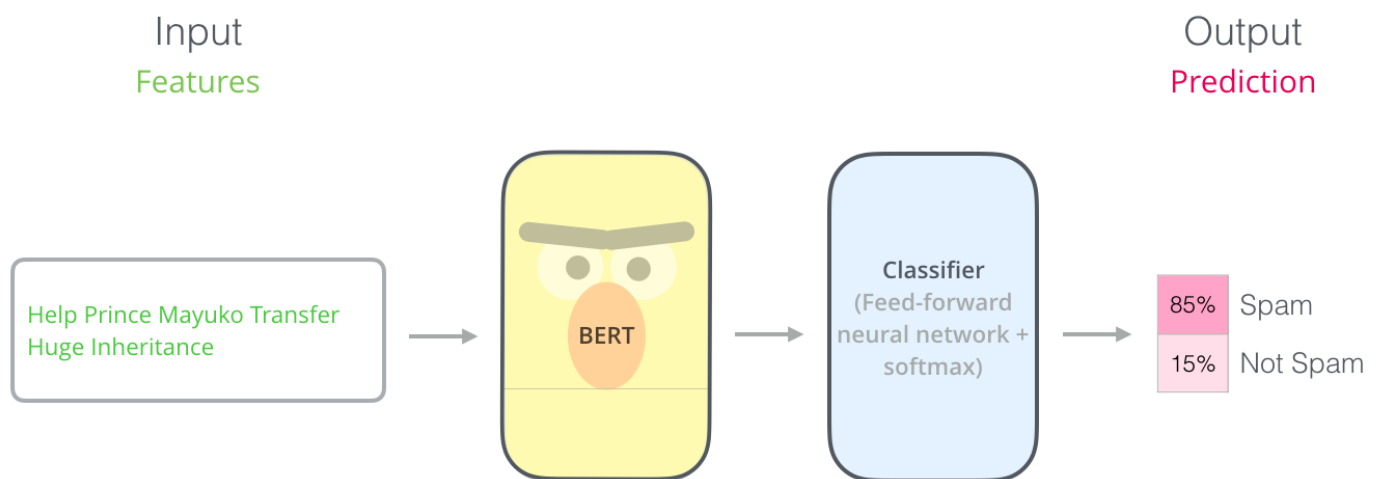 Input
Features
Output
Prediction
Help Prince Mayuko Transfer
Huge Inheritance
BERT
Classifier
(Feed-forward
neural network +
softmax)
85% Spam
15% Not Spam